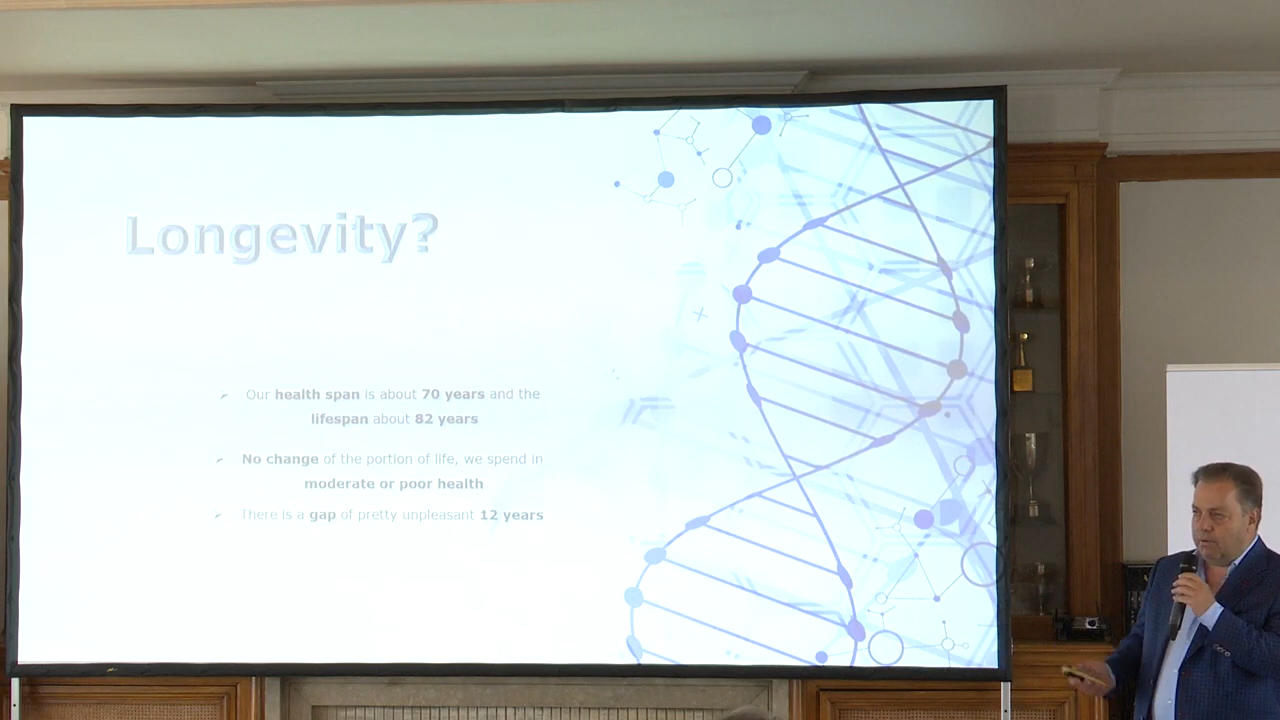 Longevity?
Our health span is about 70 years and the
lifespan about 82 years
No change of the portion of life, we spend in
moderate or poor health
There is a gap of pretty unpleasant 12 years